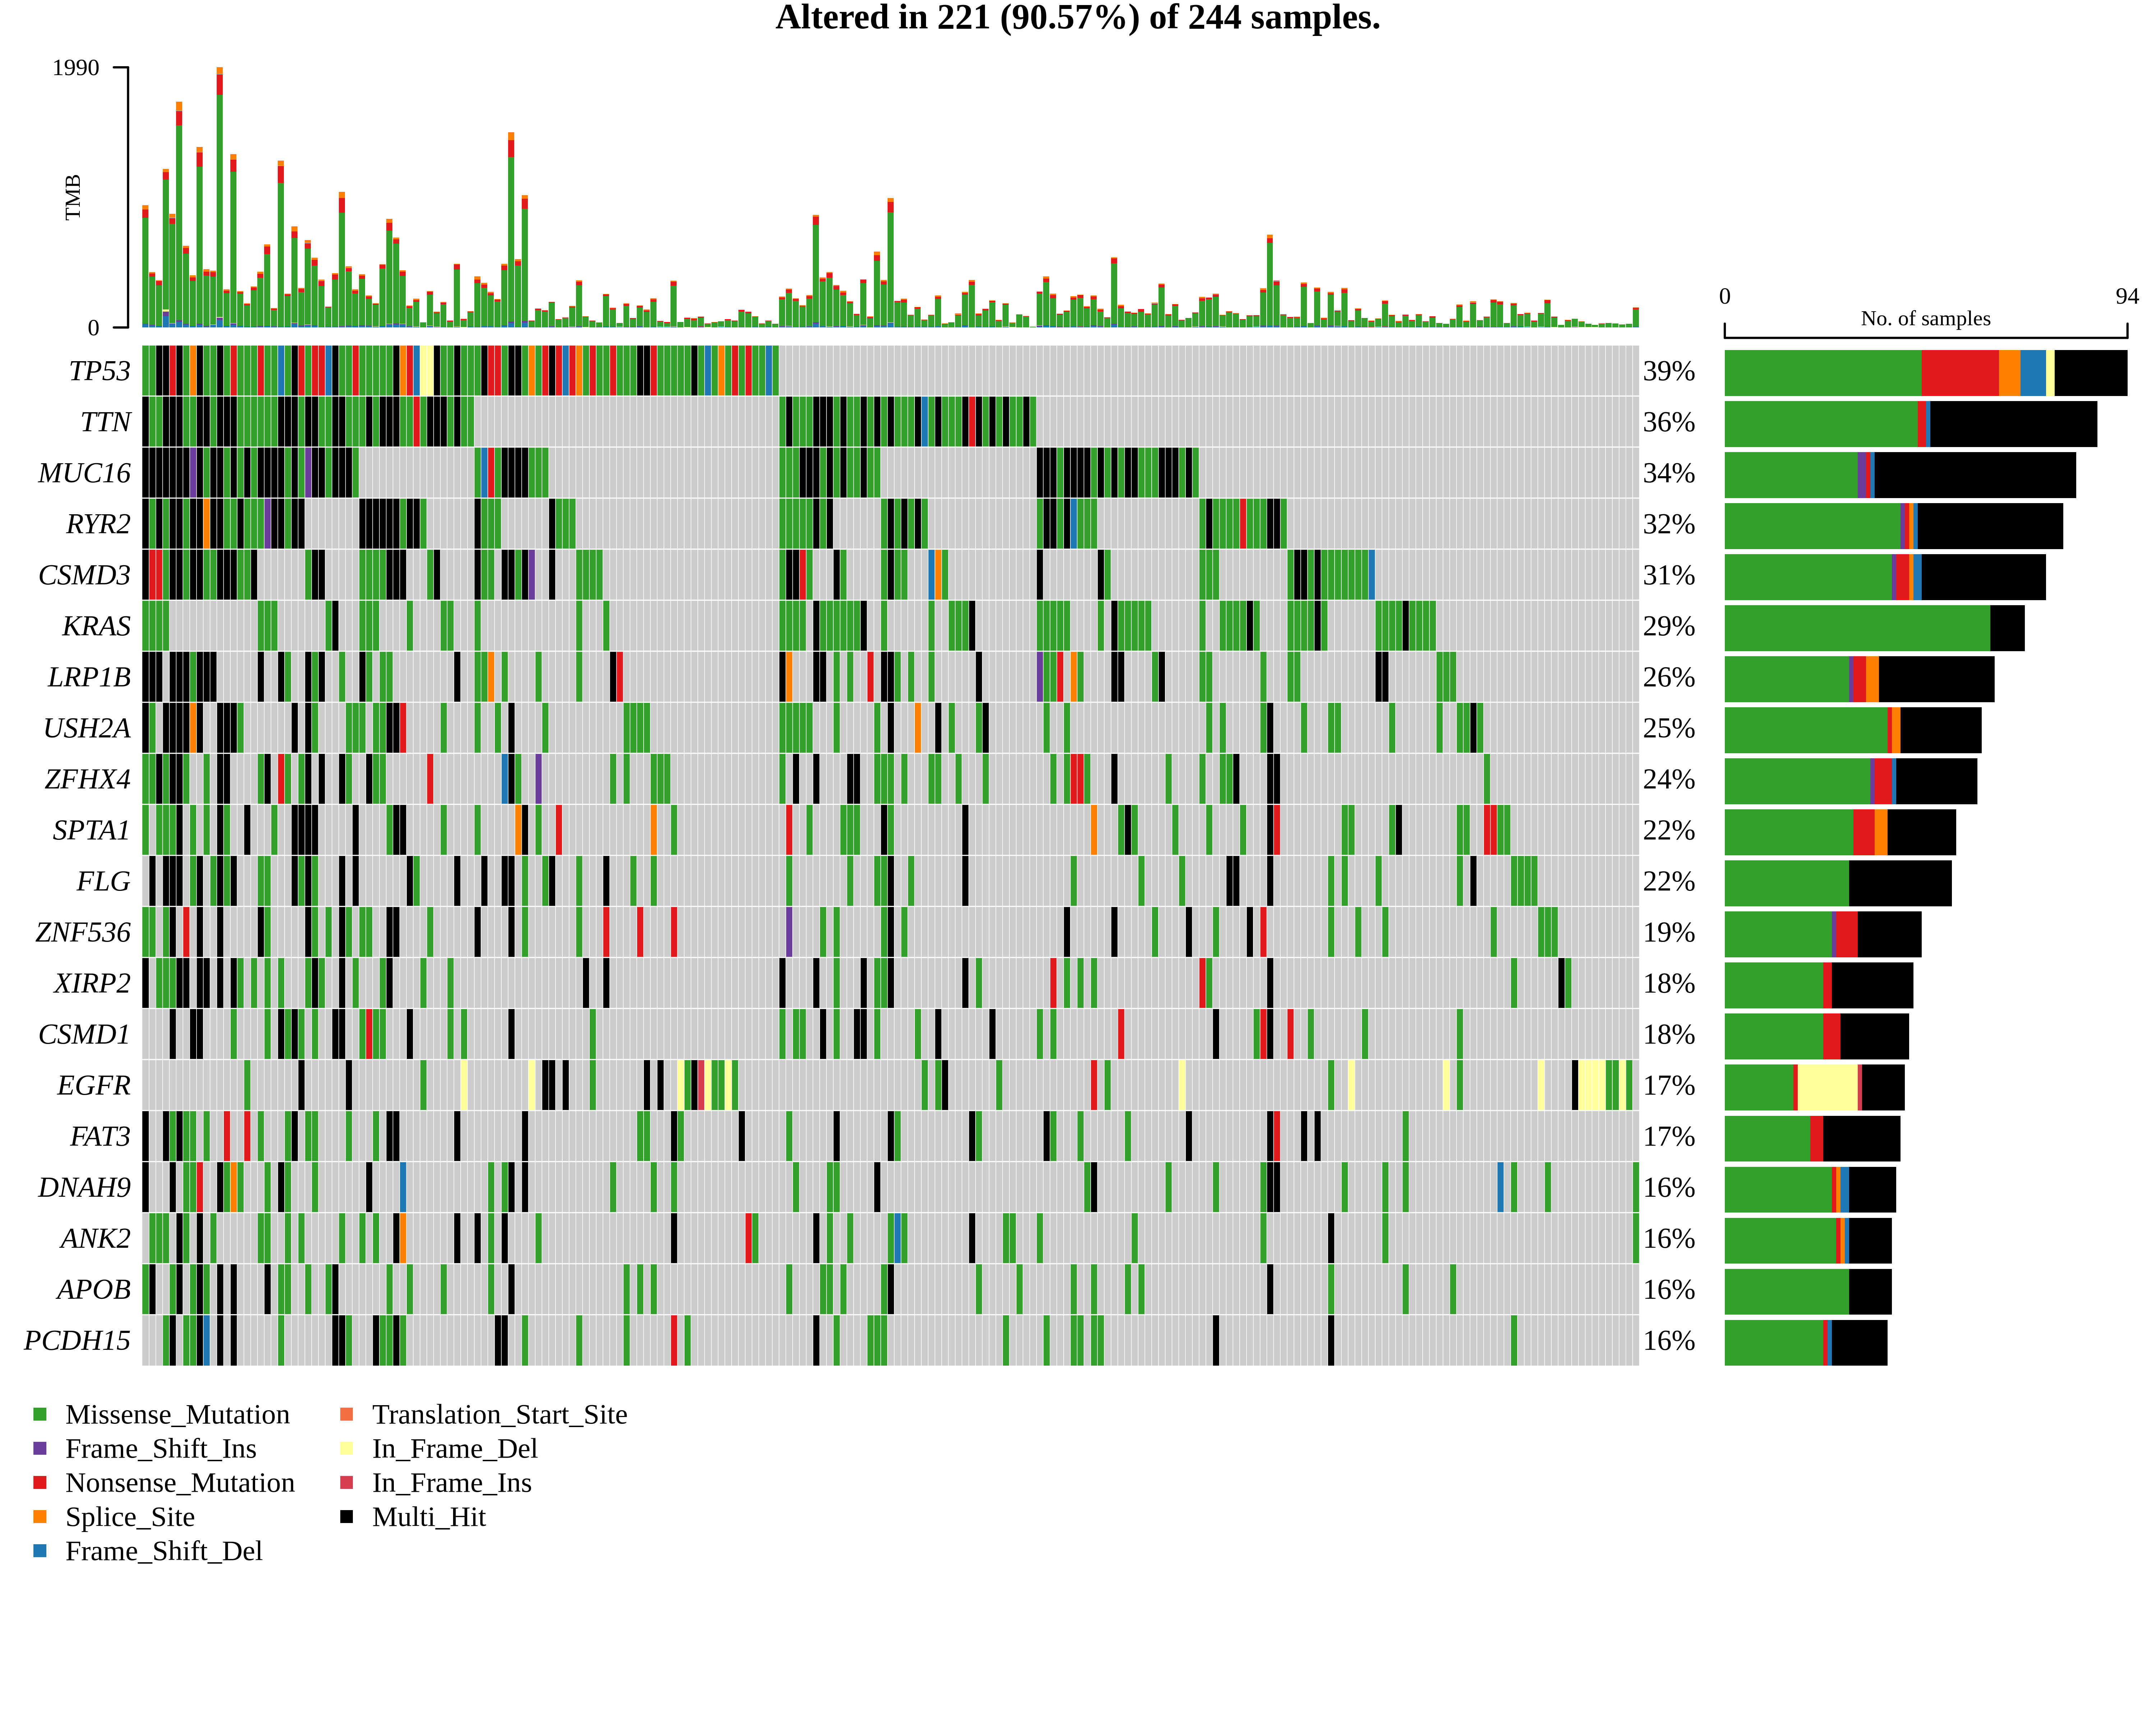 Altered in 221 (90.57%) of 244 samples.
1990
TMB
0
0 94
No. of samples
TP53 39%
TTN 36%
MUC16 34%
RYR2 32%
CSMD3 31%
KRAS 29%
LRP1B 26%
USH2A 25%
ZFHX4 24%
SPTA1 22%
FLG 22%
ZNF536 19%
XIRP2 18%
CSMD1 18%
EGFR 17%
FAT3 17%
DNAH9 16%
ANK2 16%
APOB 16%
PCDH15 16%
Missense_Mutation
Frame_Shift_Ins
Nonsense_Mutation
Splice_Site
Frame_Shift_Del
Translation_Start_Site
In_Frame_Del
In_Frame_Ins
Multi_Hit